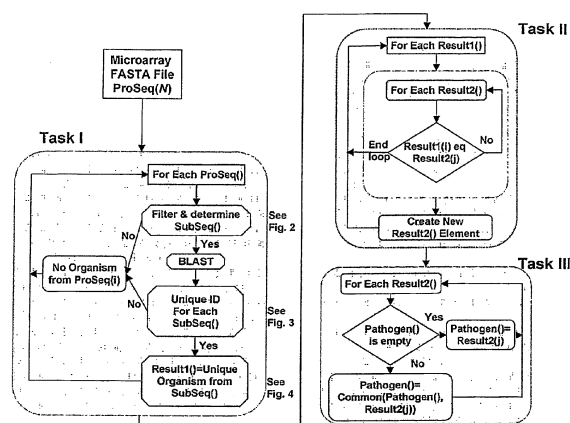 Microarray
FASTA File
ProSeq(N)
Task I
For Each ProSeq()
Filter & determine
SubSeq()
See
Fig. 2
No
Yes
BLAST
No Organism
from ProSeq(i)
No
Unique ID
For Each
SubSeq()
See
Fig. 3
Yes
Result1()=Unique
Organism from
SubSeq()
See
Fig. 4
Task II
For Each Result1()
For Each Result2()
End
loop
Result1(i) eq
Result2(j)
No
Create New
Result2() Element
Task III
For Each Result2()
Pathogen()
is empty
Yes
Pathogen()=
Result2(j)
No
Pathogen()=
Common(Pathogen(),
Result2(j))